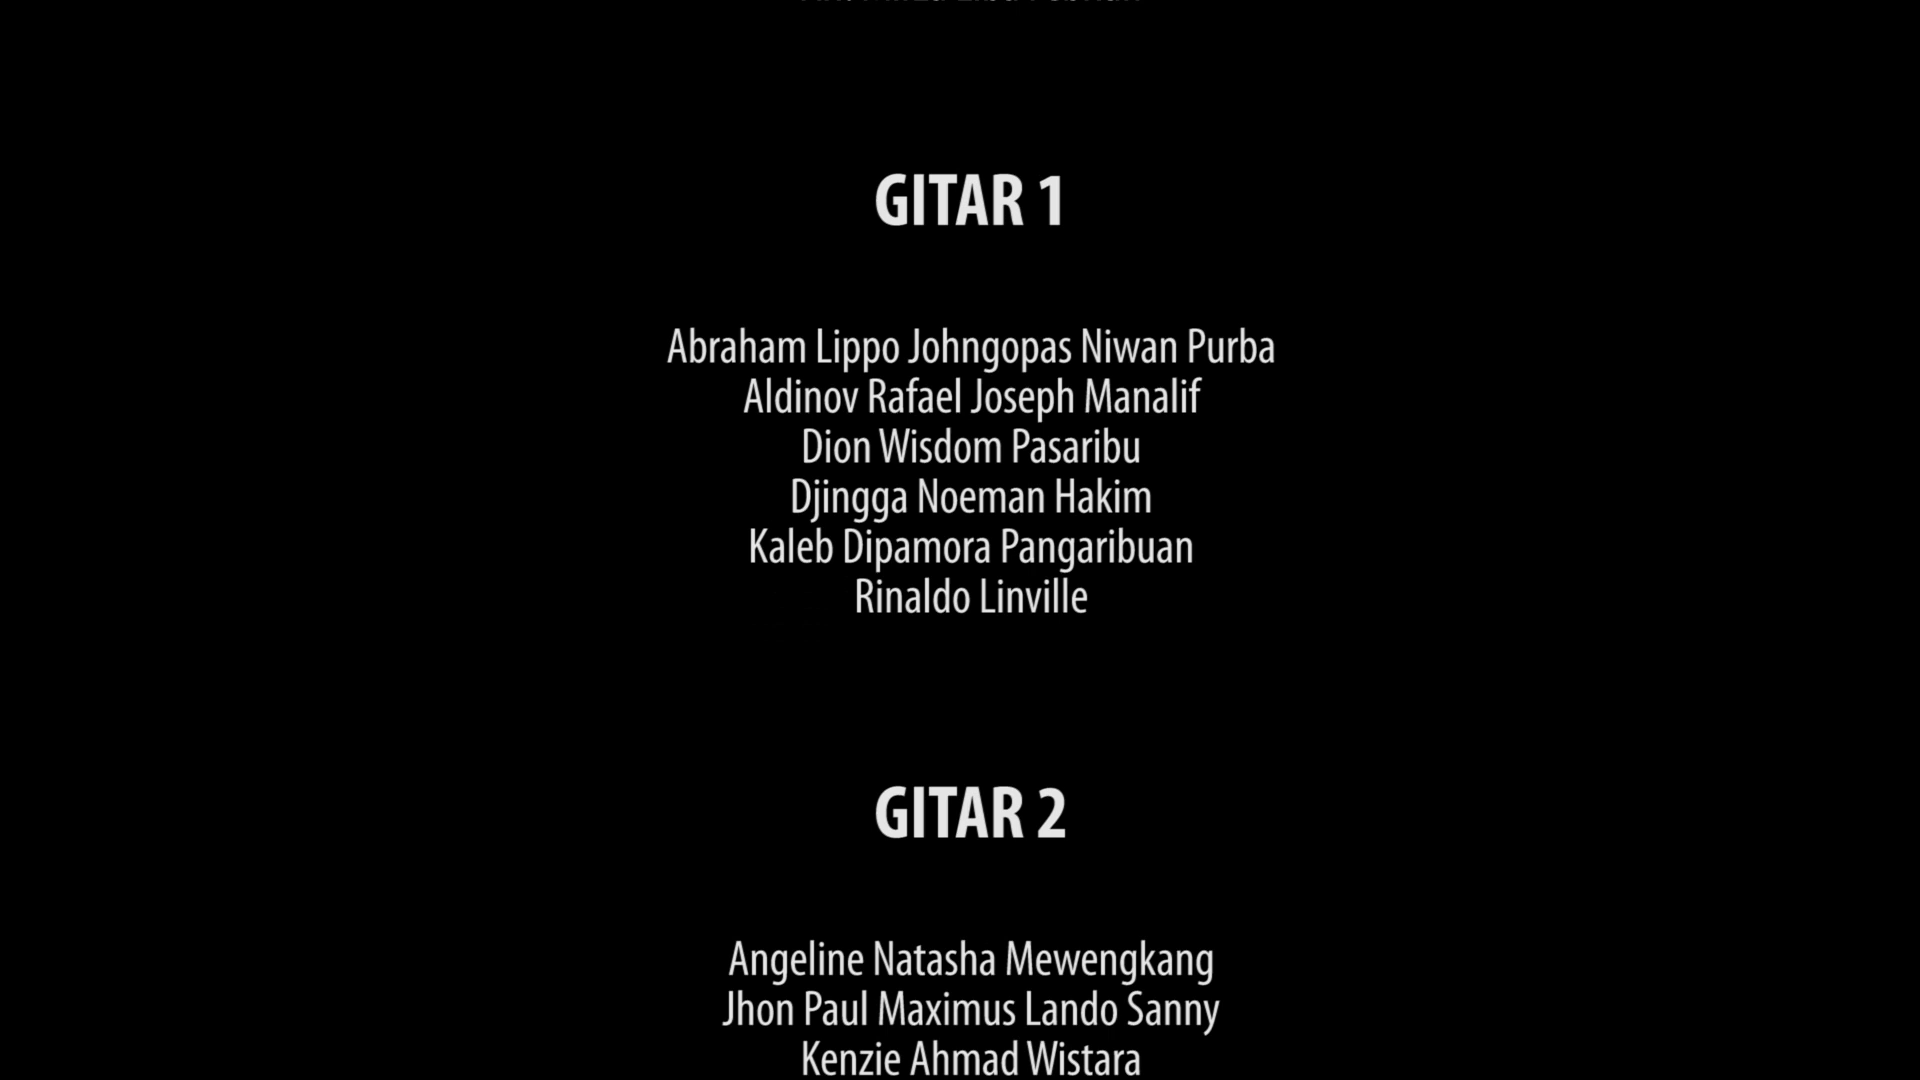 GITAR 1
Abraham Lippo Johngopas Niwan Purba
Aldinov Rafael Joseph Manalif
Dion Wisdom Pasaribu
Djingga Noeman Hakim
Kaleb Dipamora Pangaribuan
Rinaldo Linville
GITAR 2
Angeline Natasha Mewengkang
Jhon Paul Maximus Lando Sanny
Kenzie Ahmad Wistara